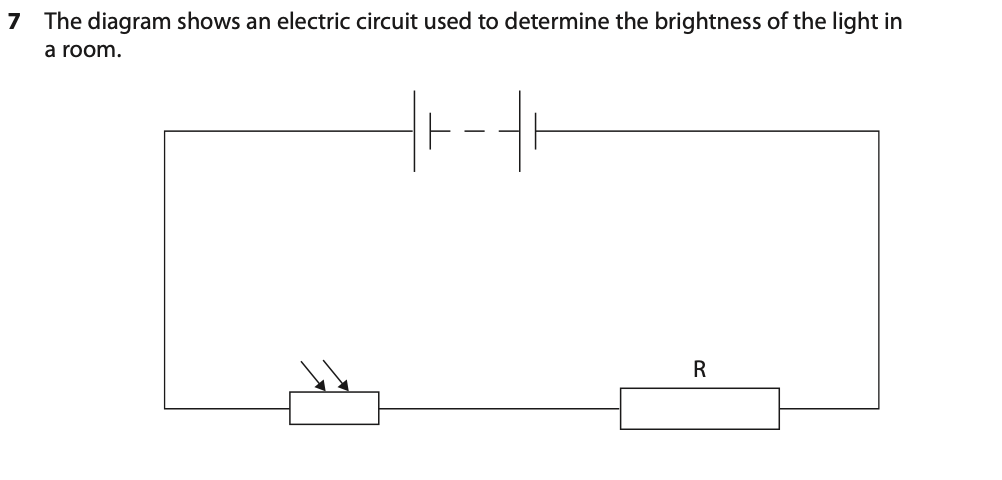 7 The diagram shows an electric circuit used to determine the brightness of the light in
a room.
R